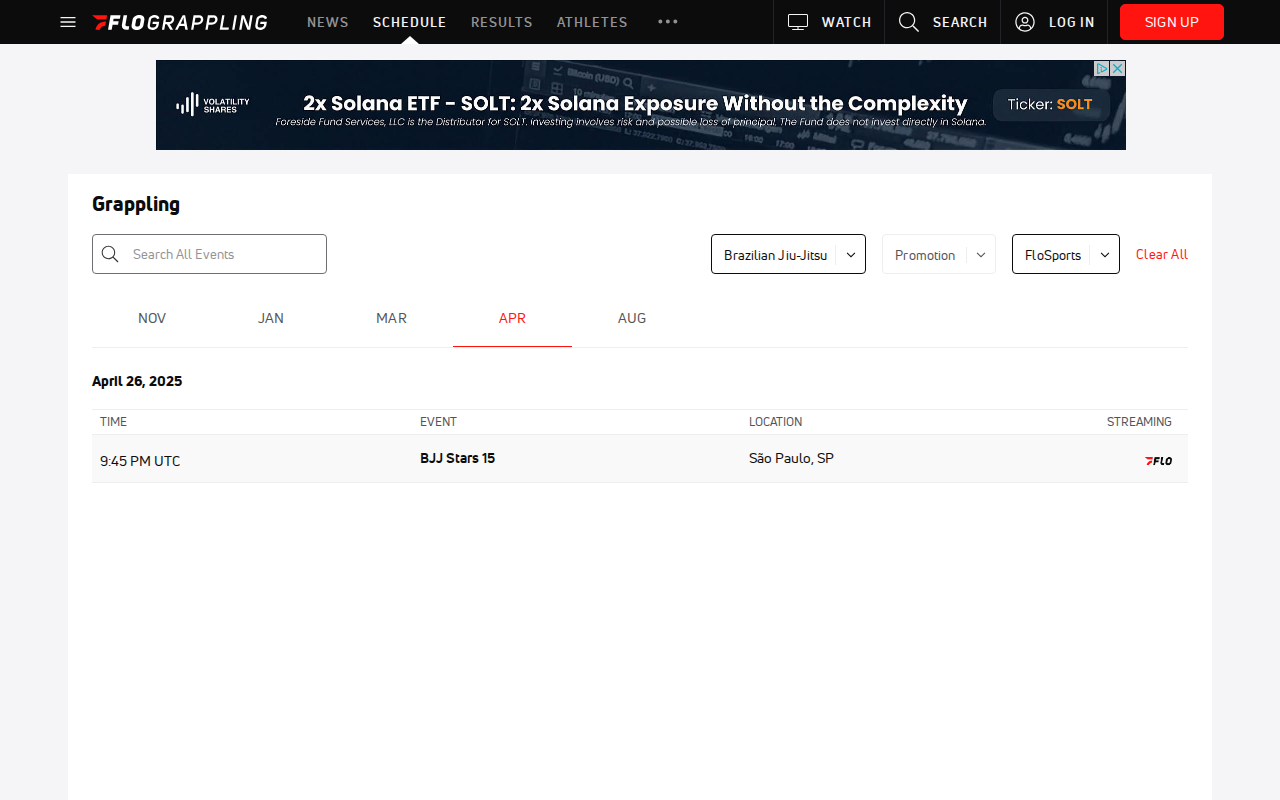 FLOGRAPPLING NEWS SCHEDULE RESULTS ATHLETES WATCH SEARCH LOG IN SIGN UP
VOLATILITY SHARES
2x Solana ETF - SOLT: 2x Solana Exposure Without the Complexity
Foreside Fund Services, LLC is the Distributor for SOLT. Investing involves risk and possible loss of principal. The Fund does not invest directly in Solana.
Ticker: SOLT
Grappling
Search All Events
Brazilian Jiu-Jitsu Promotion FloSports Clear All
NOV JAN MAR APR AUG
April 26, 2025
TIME EVENT LOCATION STREAMING
9:45 PM UTC BJJ Stars 15 São Paulo, SP FLO